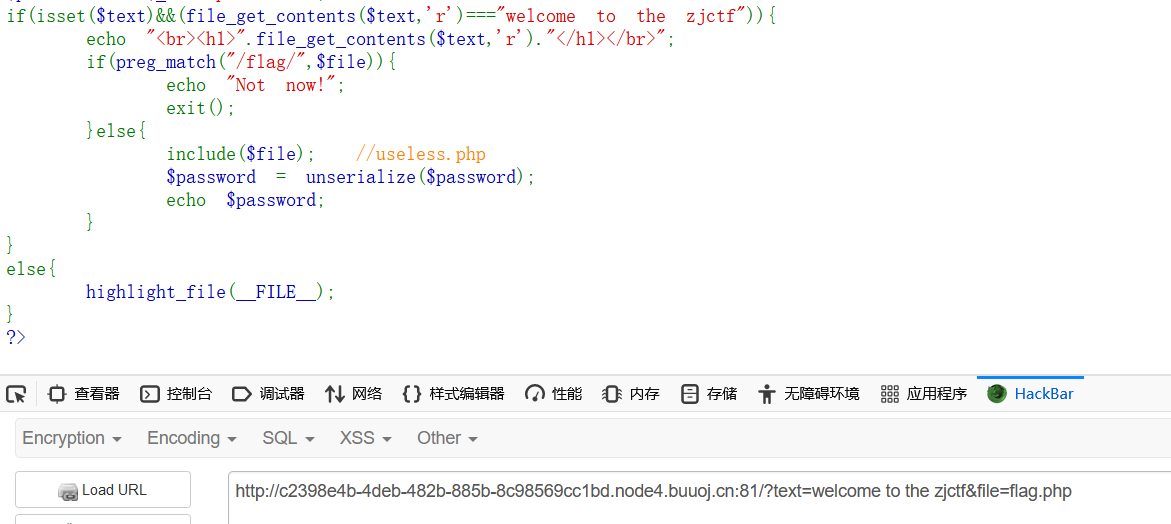 if(isset($text)&&(file_get_contents($text,'r')==="welcome to the zjctf")){
echo "<br><h1>".file_get_contents($text,'r')."</h1></br>";
if(preg_match("/flag/",$file)){
echo "Not now!";
exit();
}else{
include($file); //useless.php
$password = unserialize($password);
echo $password;
}
}
else{
highlight_file(__FILE__);
}
?>
查看器 控制台 调试器 网络 样式编辑器 性能 内存 存储 无障碍环境 应用程序 HackBar
Encryption Encoding SQL XSS Other
Load URL http://c2398e4b-4deb-482b-885b-8c98569cc1bd.node4.buuoj.cn:81/?text=welcome to the zjctf&file=flag.php